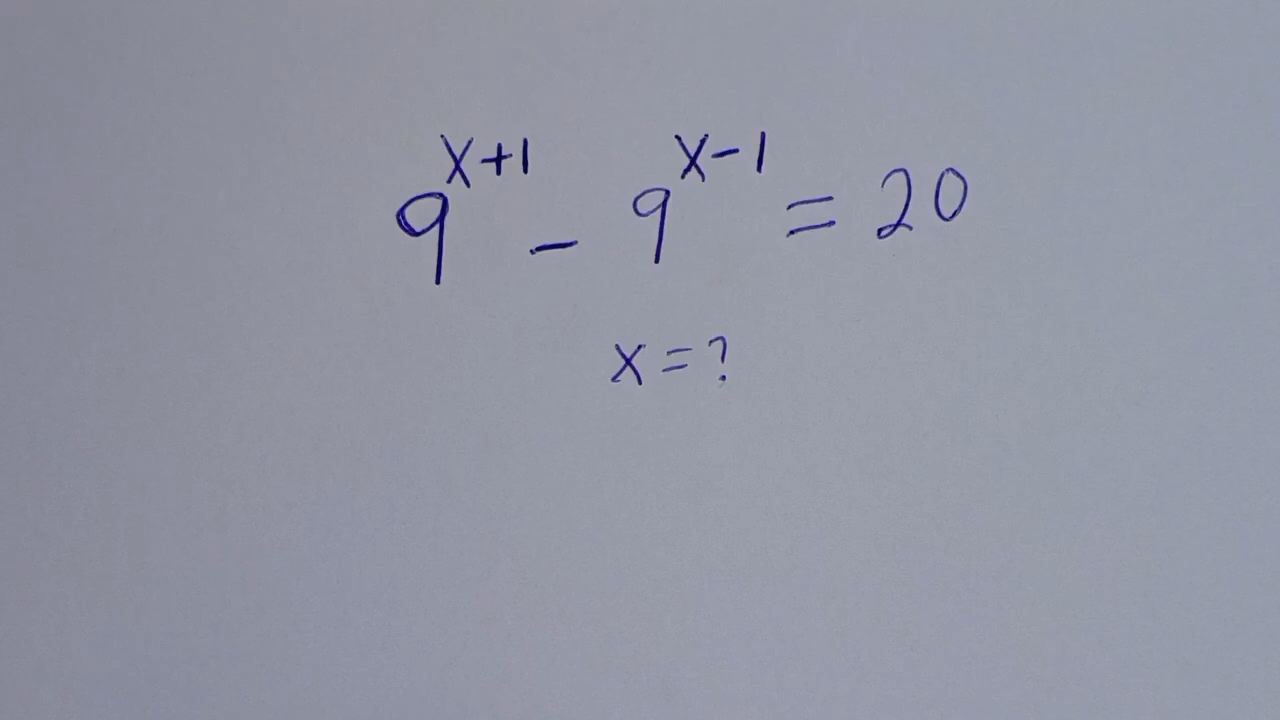 9^{x+1} - 9^{x-1} = 20
x = ?